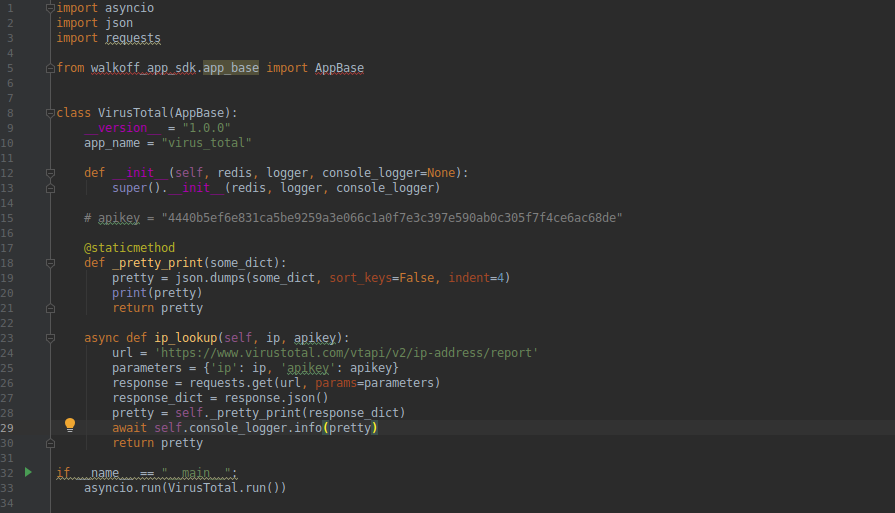 1 import asyncio
2 import json
3 import requests
4
5 from walkoff_app_sdk.app_base import AppBase
6
7
8 class VirusTotal(AppBase):
9 __version__ = "1.0.0"
10 app_name = "virus_total"
11
12 def __init__(self, redis, logger, console_logger=None):
13 super().__init__(redis, logger, console_logger)
14
15 # apikey = "4440b5ef6e831ca5be9259a3e066c1a0f7e3c397e590ab0c305f7f4ce6ac68de"
16
17 @staticmethod
18 def _pretty_print(some_dict):
19 pretty = json.dumps(some_dict, sort_keys=False, indent=4)
20 print(pretty)
21 return pretty
22
23 async def ip_lookup(self, ip, apikey):
24 url = 'https://www.virustotal.com/vtapi/v2/ip-address/report'
25 parameters = {'ip': ip, 'apikey': apikey}
26 response = requests.get(url, params=parameters)
27 response_dict = response.json()
28 pretty = self._pretty_print(response_dict)
29 await self.console_logger.info(pretty)
30 return pretty
31
32 if __name__ == "__main__":
33 asyncio.run(VirusTotal.run())
34